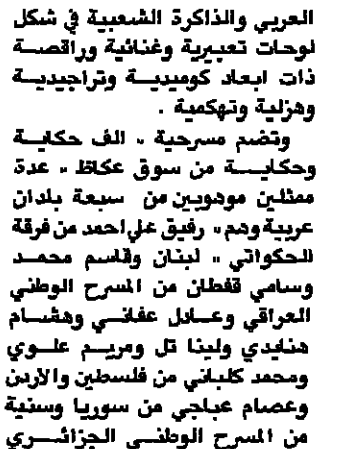 العربي والذاكرة الشعبية في شكل
لوحات تعبيرية وغنائية وراقصة
ذات ابعاد كوميدية وتراجيدية
وهزلية وتهكمية .
وتضم مسرحية « الف حكاية
وحكاية من سوق عكاظ » عدة
ممثلين موهوبين من سبعة بلدان
عربية وهم « رفيق علي احمد من فرقة
الحكواتي » لبنان وقاسم محمد
وسامي قفطان من المسرح الوطني
العراقي وعادل عفاني وهشام
هنايدي ولينا تل ومريم علوي
ومحمد كلباني من فلسطين والاردن
وعصام عباجي من سوريا وسنية
من المسرح الوطني الجزائري